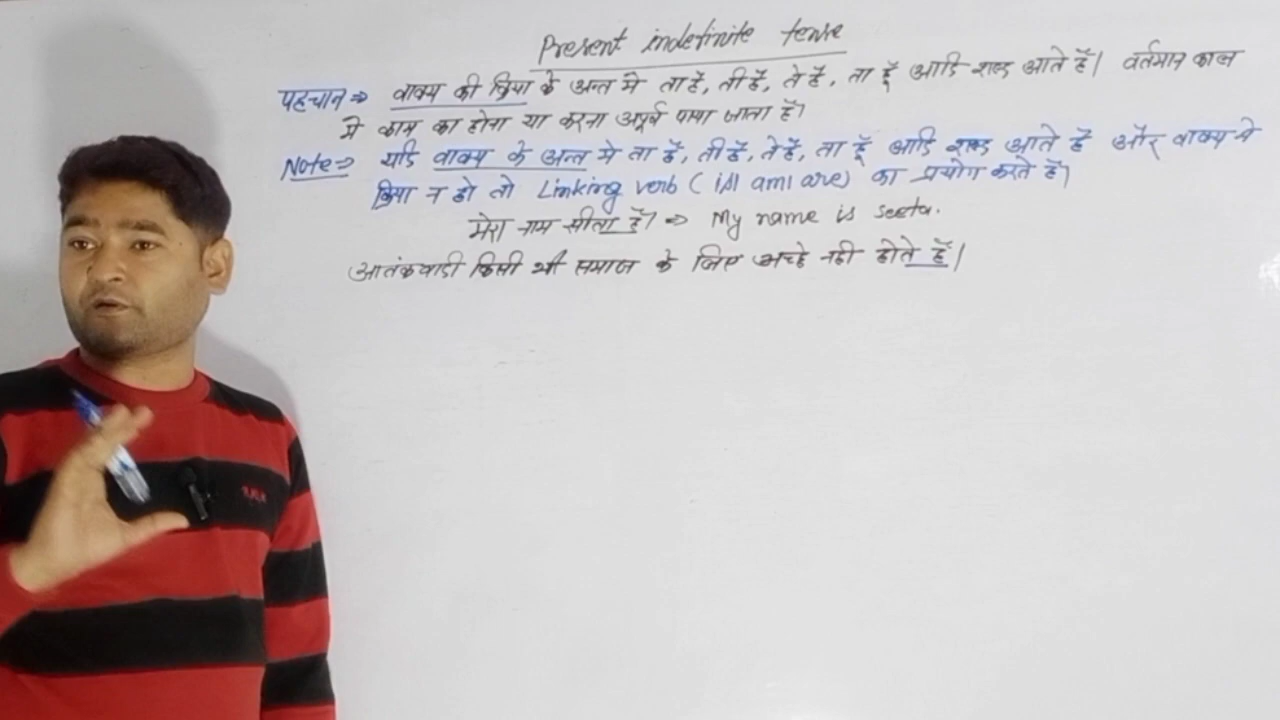 Present indefinite tense
पहचान ⇒ वाक्य की क्रिया के अन्त मे ता है, ती है, ते है, ता हूँ आदि शब्द आते हैं। वर्तमान काल
मे काम का होना या करना अपूर्ण पाया जाता है।
Note ⇒ यदि वाक्य के अन्त मे ता है, ती है, ते है, ता हूँ आदि शब्द आते है और वाक्य मे
क्रिया न हो तो Linking verb (is/ am/ are) का प्रयोग करते है।
मेरा नाम सीता है। ⇒ My name is seeta.
आतंकवादी किसी भी समाज के लिए अच्छे नही होते हैं।